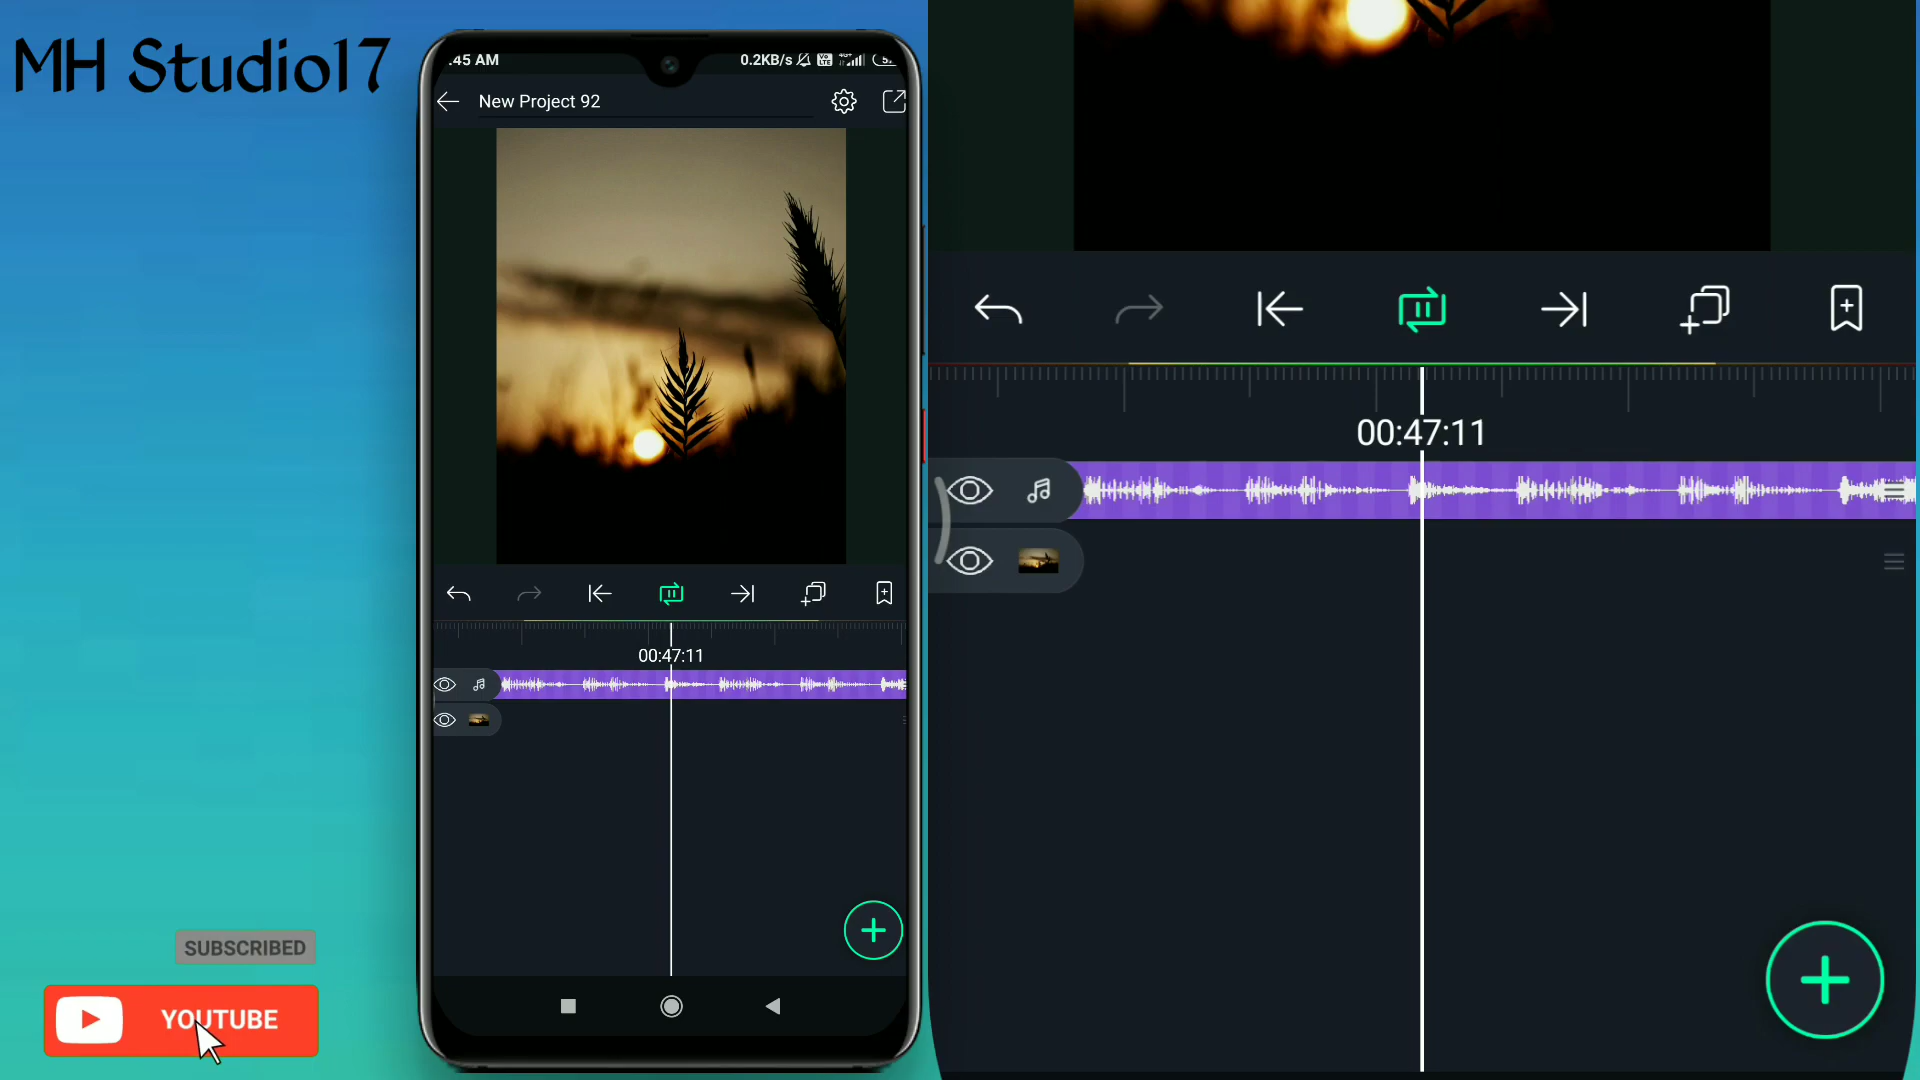 MH Studio17
:45 AM
0.2KB/s
New Project 92
00:47:11
00:47:11
SUBSCRIBED
YOUTUBE